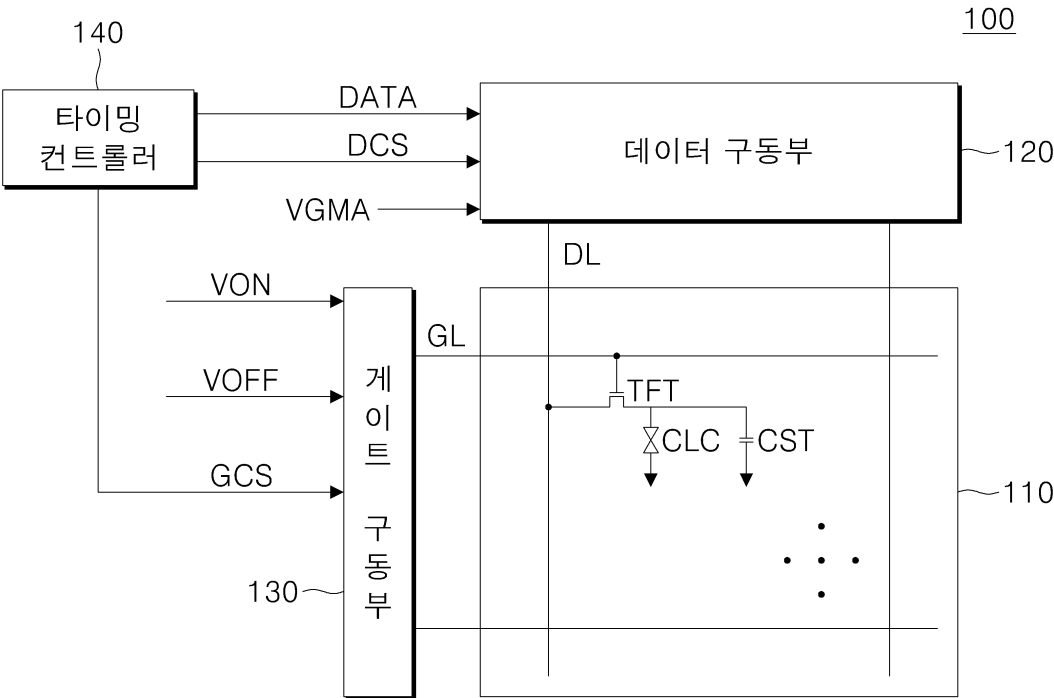 100
140
타이밍
컨트롤러
DATA
DCS
VGMA
데이터 구동부
120
DL
VON
VOFF
GCS
게이트 구동부
130
GL
TFT
CLC
CST
110